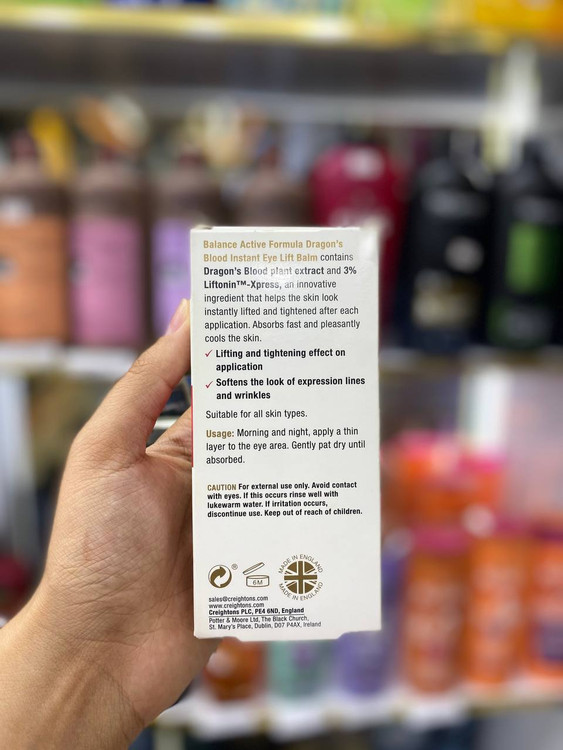 Balance Active Formula Dragon's
Blood Instant Eye Lift Balm contains
Dragon's Blood plant extract and 3%
Liftonin™-Xpress, an innovative
ingredient that helps the skin look
instantly lifted and tightened after each
application. Absorbs fast and pleasantly
cools the skin.
✓ Lifting and tightening effect on
application
✓ Softens the look of expression lines
and wrinkles
Suitable for all skin types.
Usage: Morning and night, apply a thin
layer to the eye area. Gently pat dry until
absorbed.
CAUTION For external use only. Avoid contact
with eyes. If this occurs rinse well with
lukewarm water. If irritation occurs,
discontinue use. Keep out of reach of children.
®
6M
MADE IN ENGLAND
MADE IN ENGLAND
sales@creightons.com
www.creightons.com
Creightons PLC, PE4 6ND, England
Potter & Moore Ltd, The Black Church,
St. Mary's Place, Dublin, D07 P4AX, Ireland